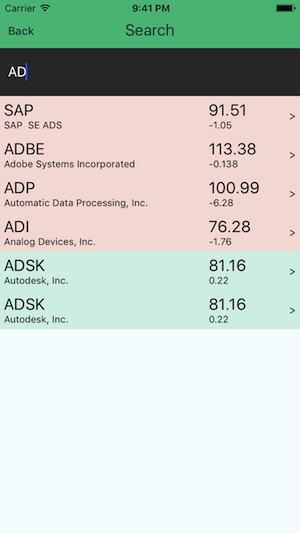 Carrier 9:41 PM
Back Search
AD
SAP 91.51
SAP SE ADS -1.05 >
ADBE 113.38
Adobe Systems Incorporated -0.138 >
ADP 100.99
Automatic Data Processing, Inc. -6.28 >
ADI 76.28
Analog Devices, Inc. -1.76 >
ADSK 81.16
Autodesk, Inc. 0.22 >
ADSK 81.16
Autodesk, Inc. 0.22 >